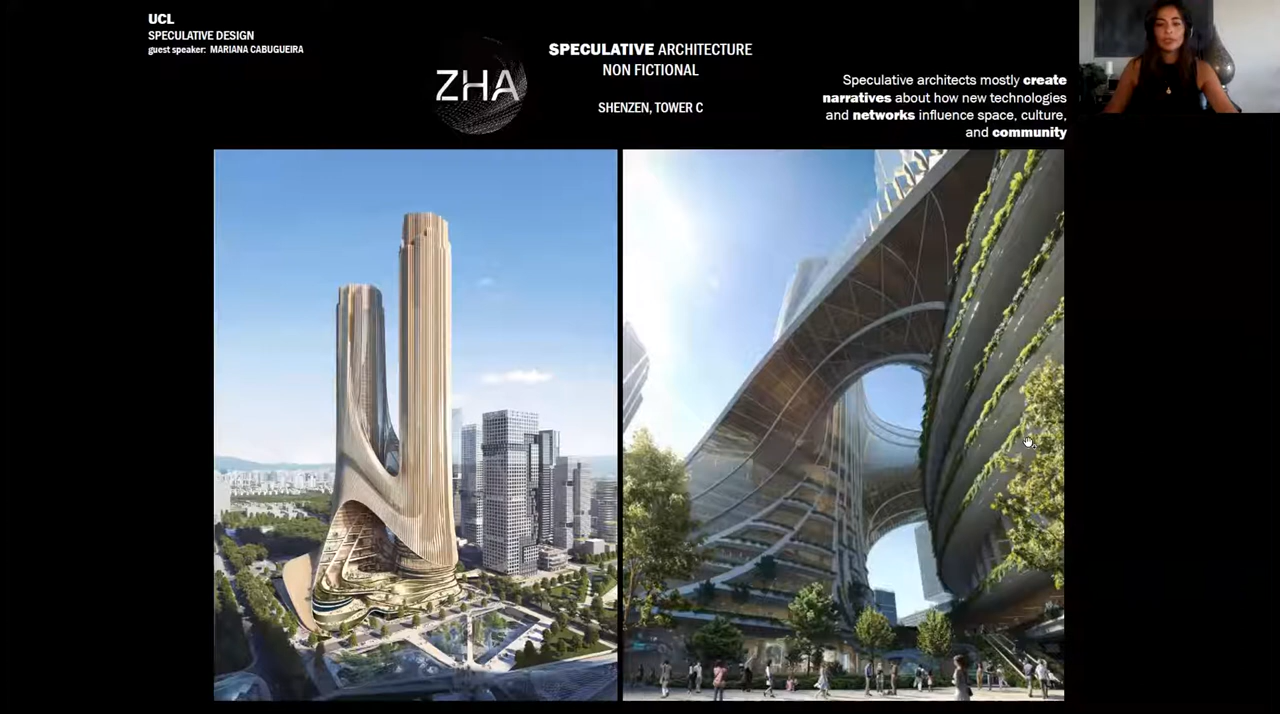 UCL
SPECULATIVE DESIGN
guest speaker: MARIANA CABUGUEIRA
ZHA
SPECULATIVE ARCHITECTURE
NON FICTIONAL
SHENZEN, TOWER C
Speculative architects mostly create
narratives about how new technologies
and networks influence space, culture,
and community